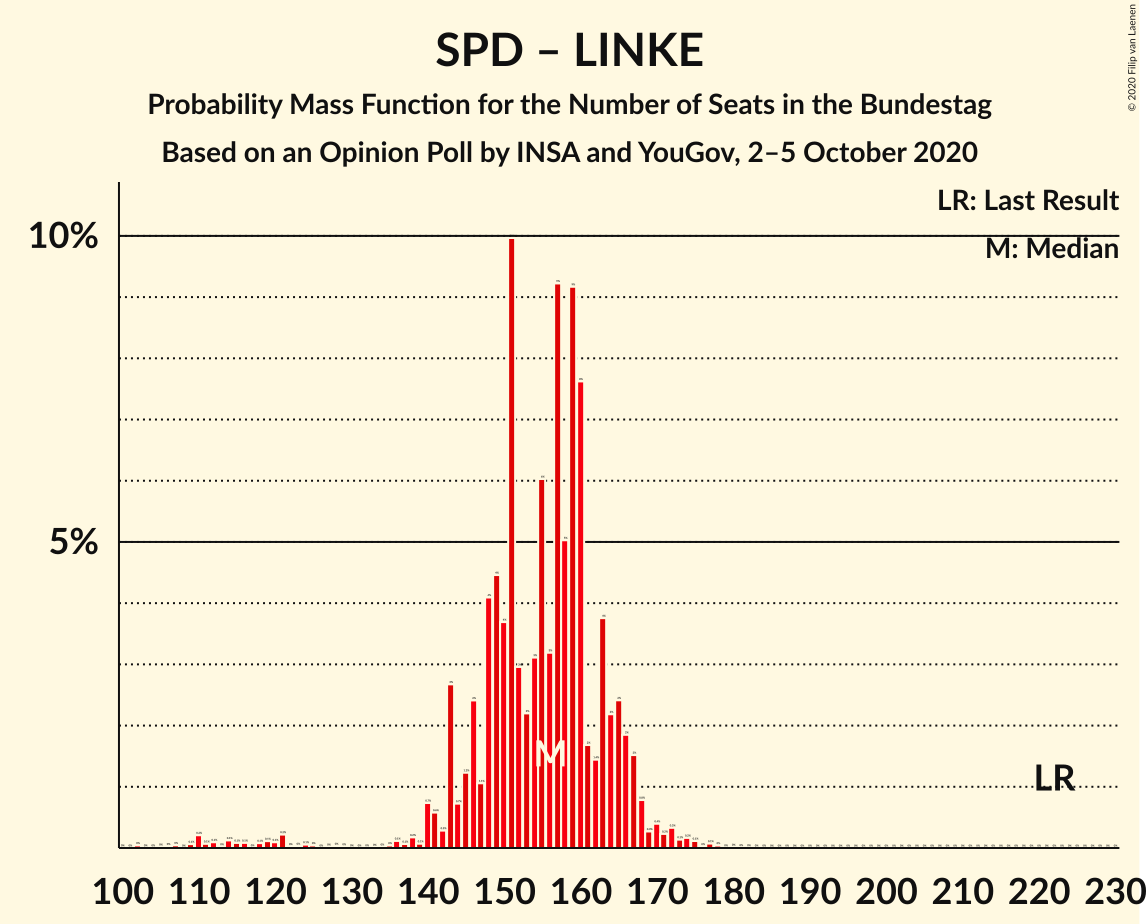 SPD – LINKE
Probability Mass Function for the Number of Seats in the Bundestag
Based on an Opinion Poll by INSA and YouGov, 2–5 October 2020
© 2020 Filip van Laenen
LR: Last Result
M: Median
10%
5%
M
LR
100 110 120 130 140 150 160 170 180 190 200 210 220 230